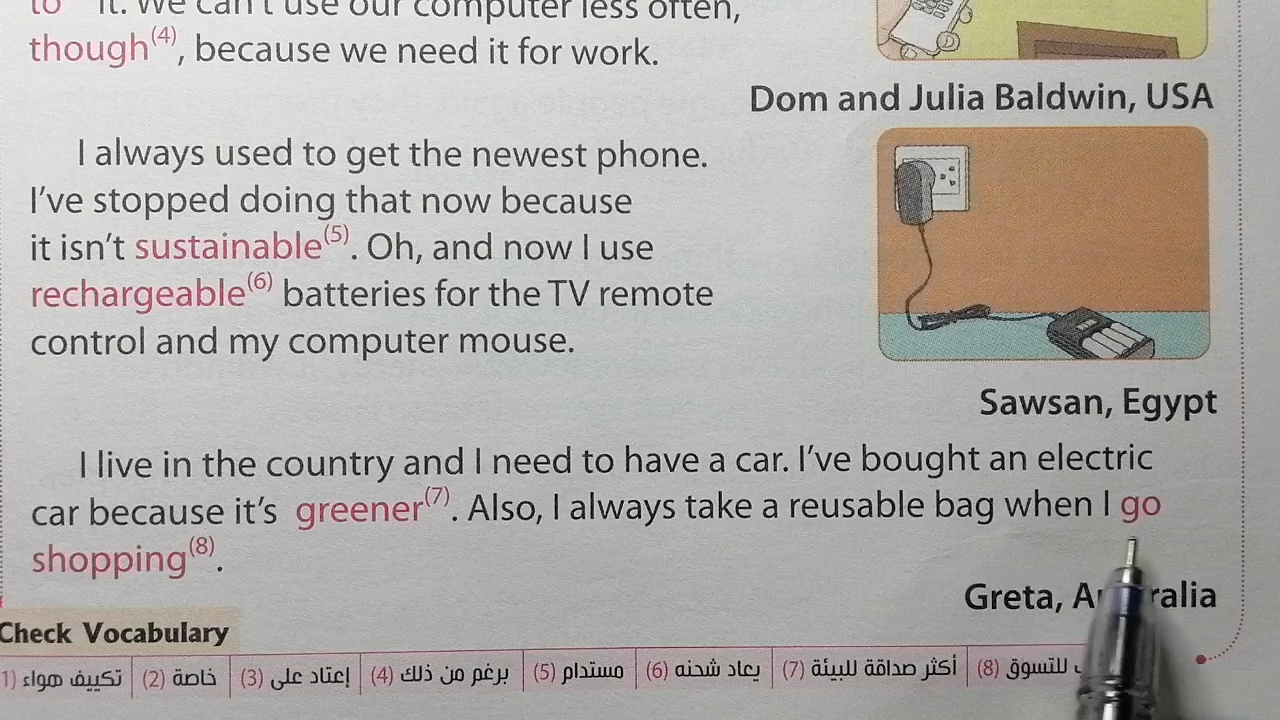 to it. We can't use our computer less often,
though(4), because we need it for work.
Dom and Julia Baldwin, USA
I always used to get the newest phone.
I've stopped doing that now because
it isn't sustainable(5). Oh, and now I use
rechargeable(6) batteries for the TV remote
control and my computer mouse.
Sawsan, Egypt
I live in the country and I need to have a car. I've bought an electric
car because it's greener(7). Also, I always take a reusable bag when I go
shopping(8).
Greta,
Check Vocabulary
1) تكييف هواء (2) خاصة (3) إعتاد على (4) برغم من ذلك (5) مستدام (6) يعاد شحنه (7) أكثر صداقة للبيئة (8) للتسوق